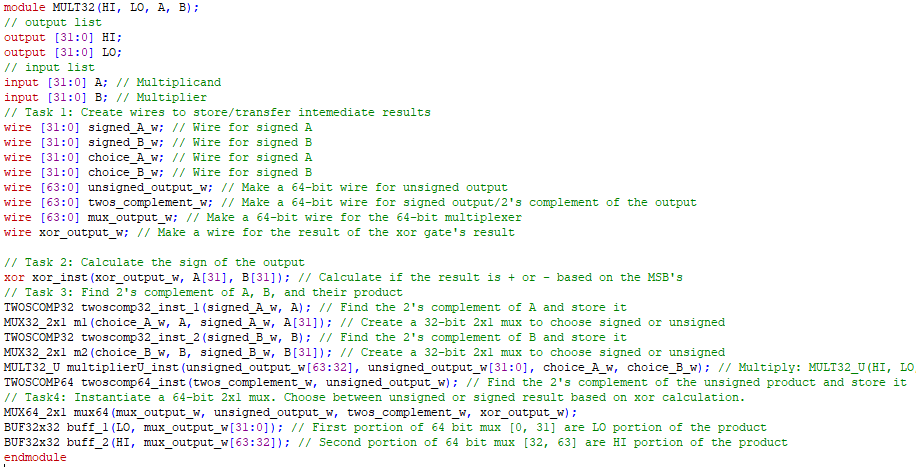 module MULT32(HI, LO, A, B);
// output list
output [31:0] HI;
output [31:0] LO;
// input list
input [31:0] A; // Multiplicand
input [31:0] B; // Multiplier
// Task 1: Create wires to store/transfer intemediate results
wire [31:0] signed_A_w; // Wire for signed A
wire [31:0] signed_B_w; // Wire for signed B
wire [31:0] choice_A_w; // Wire for signed A
wire [31:0] choice_B_w; // Wire for signed B
wire [63:0] unsigned_output_w; // Make a 64-bit wire for unsigned output
wire [63:0] twos_complement_w; // Make a 64-bit wire for signed output/2's complement of the output
wire [63:0] mux_output_w; // Make a 64-bit wire for the 64-bit multiplexer
wire xor_output_w; // Make a wire for the result of the xor gate's result
// Task 2: Calculate the sign of the output
xor xor_inst(xor_output_w, A[31], B[31]); // Calculate if the result is + or - based on the MSB's
// Task 3: Find 2's complement of A, B, and their product
TWOSCOMP32 twoscomp32_inst_1(signed_A_w, A); // Find the 2's complement of A and store it
MUX32_2x1 m1(choice_A_w, A, signed_A_w, A[31]); // Create a 32-bit 2x1 mux to choose signed or unsigned
TWOSCOMP32 twoscomp32_inst_2(signed_B_w, B); // Find the 2's complement of B and store it
MUX32_2x1 m2(choice_B_w, B, signed_B_w, B[31]); // Create a 32-bit 2x1 mux to choose signed or unsigned
MULT32_U multiplierU_inst(unsigned_output_w[63:32], unsigned_output_w[31:0], choice_A_w, choice_B_w); // Multiply: MULT32_U(HI, LO
TWOSCOMP64 twoscomp64_inst(twos_complement_w, unsigned_output_w); // Find the 2's complement of the unsigned product and store it
// Task4: Instantiate a 64-bit 2x1 mux. Choose between unsigned or signed result based on xor calculation.
MUX64_2x1 mux64(mux_output_w, unsigned_output_w, twos_complement_w, xor_output_w);
BUF32x32 buff_1(LO, mux_output_w[31:0]); // First portion of 64 bit mux [0, 31] are LO portion of the product
BUF32x32 buff_2(HI, mux_output_w[63:32]); // Second portion of 64 bit mux [32, 63] are HI portion of the product
endmodule